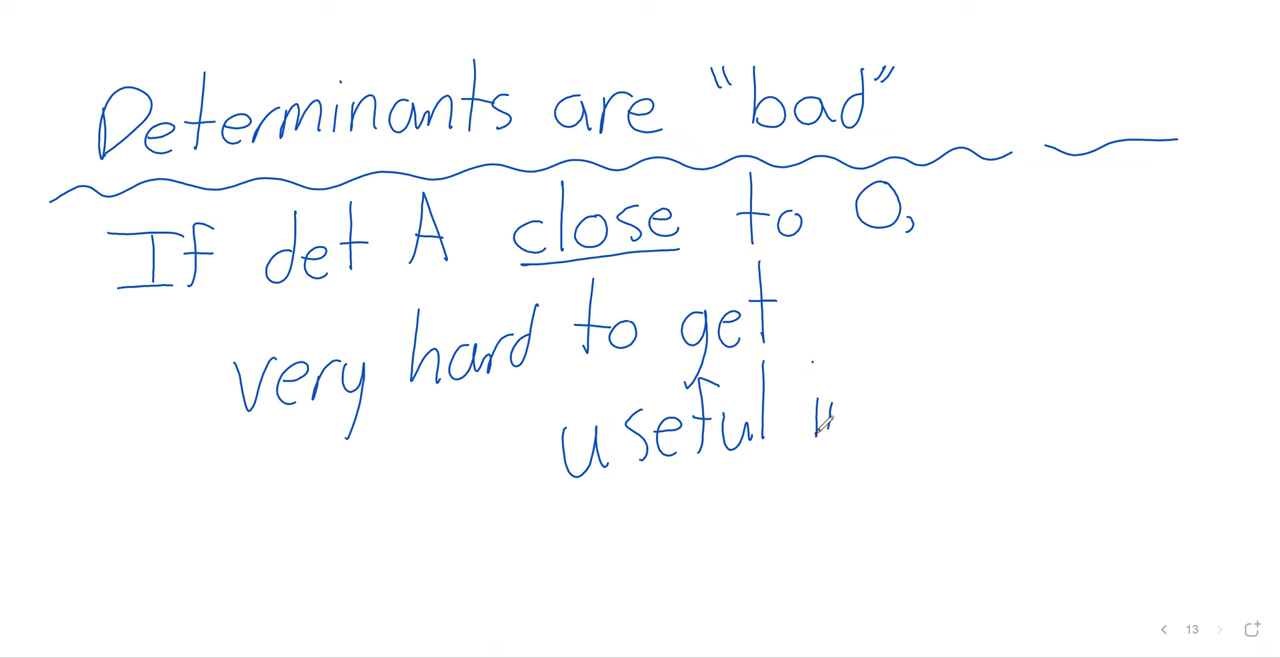 Determinants are "bad"
If det A close to 0,
very hard to get
useful
13